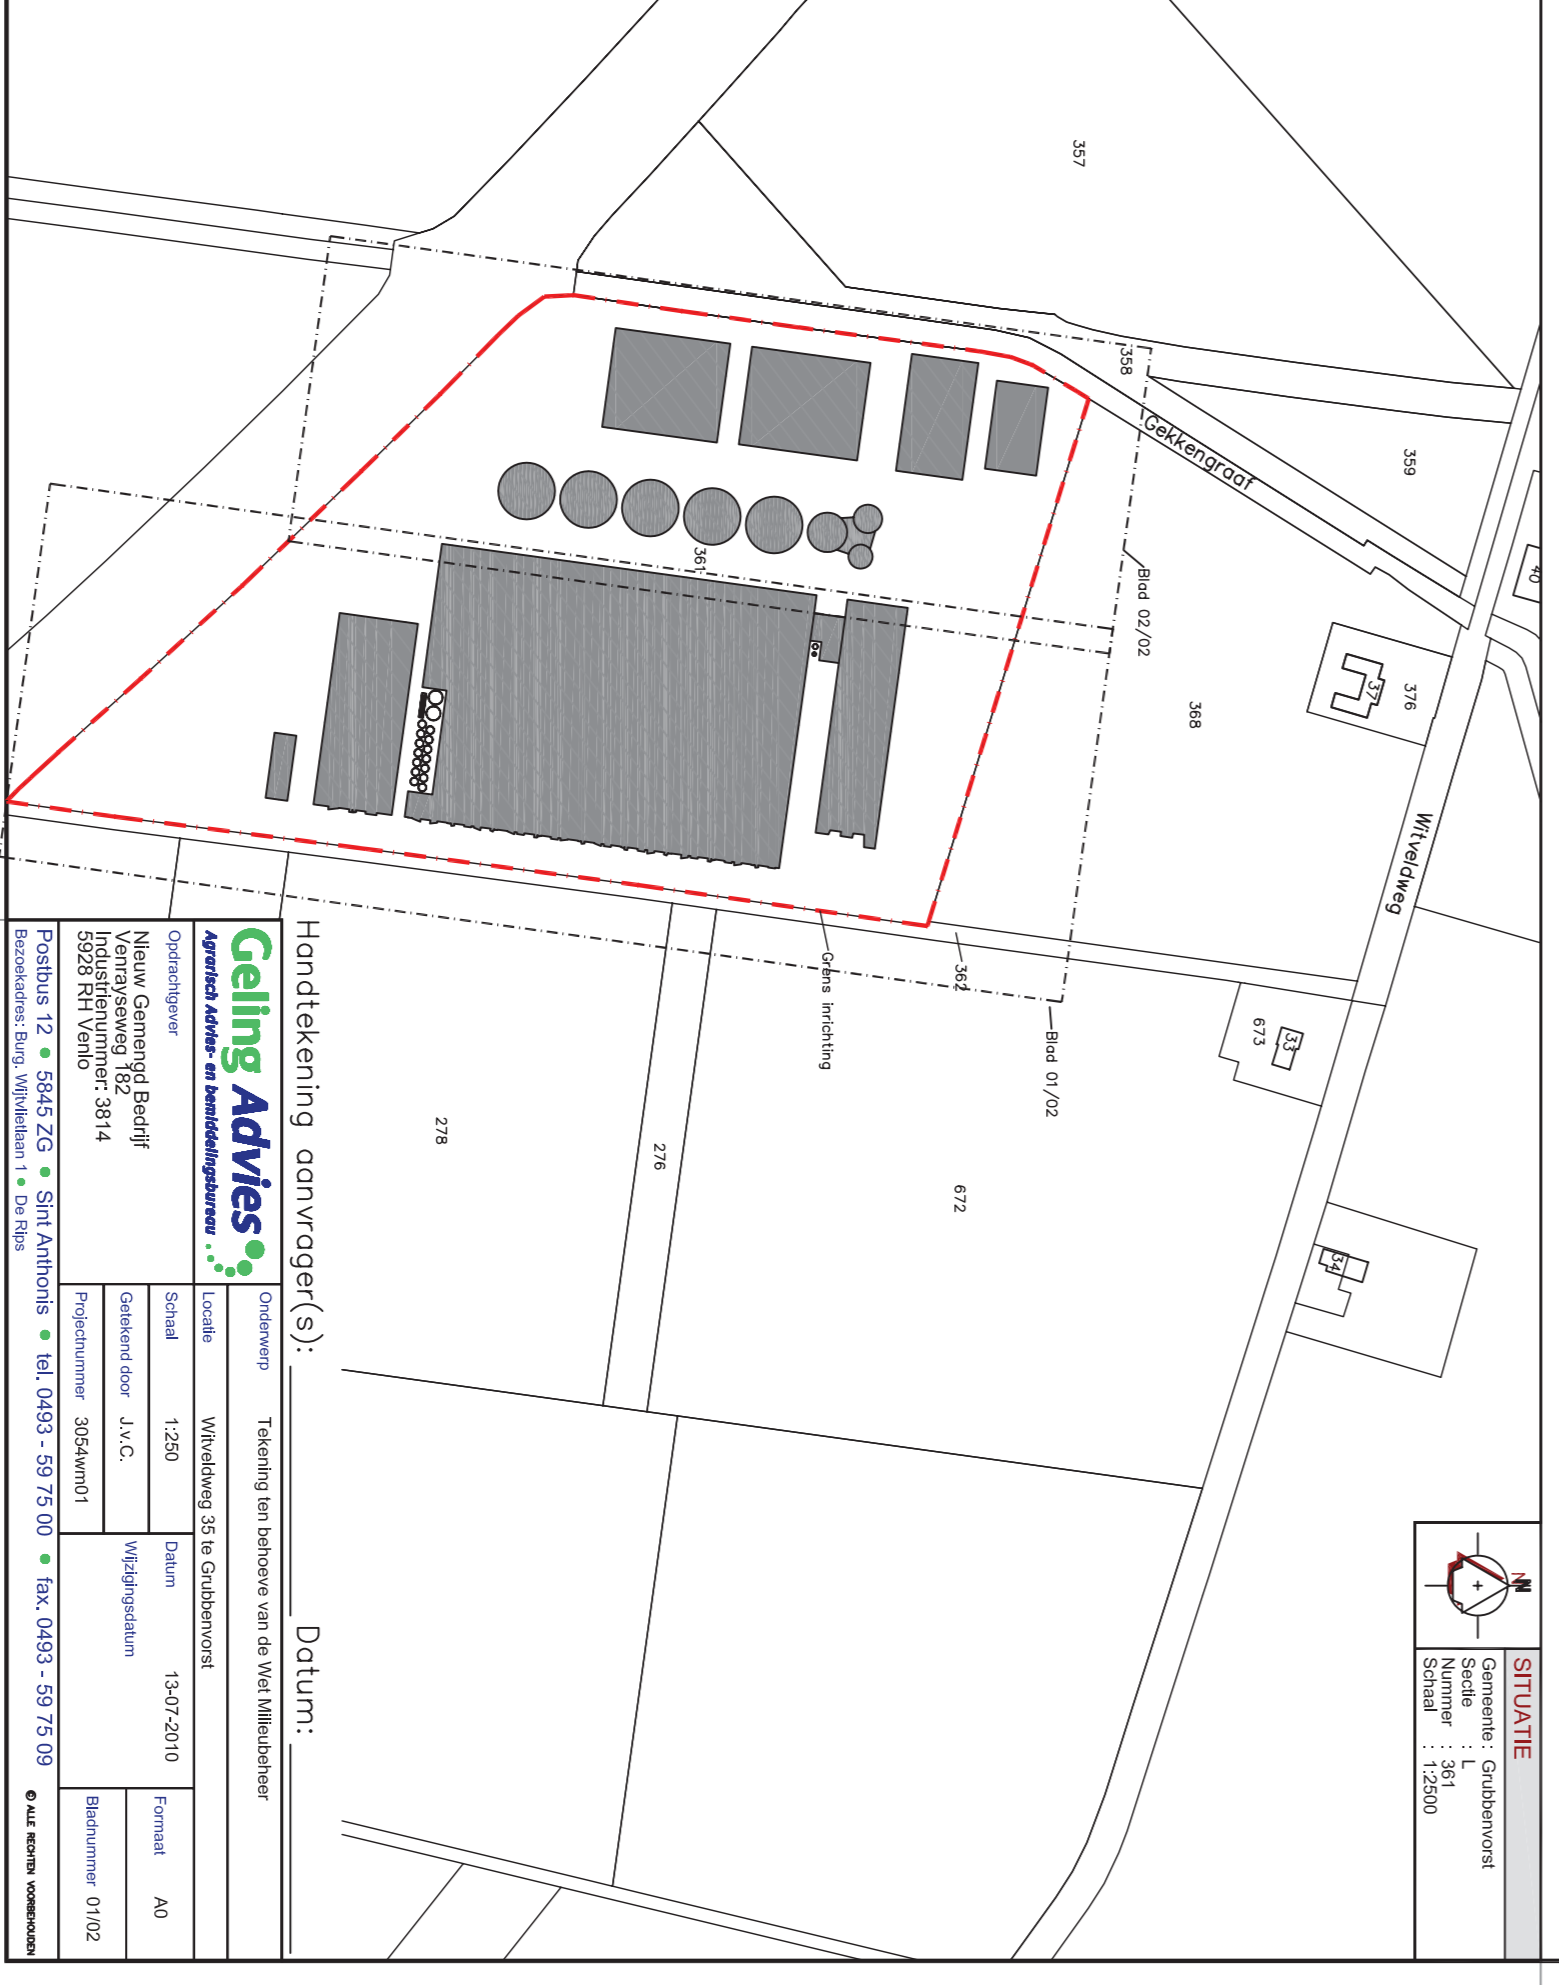 SITUATIE
Gemeente : Grubbenvorst
Sectie : L
Nummer : 361
Schaal : 1:2500
N
40
359
376
37
Witveldweg
357
358
Gekkengraaf
368
Blad 02/02
361
362
Grens inrichting
Blad 01/02
673
33
34
672
276
278
Handtekening aanvrager(s):
Datum:
Geling Advies
Agrarisch Advies- en bemiddelingsbureau
Onderwerp Tekening ten behoeve van de Wet Milieubeheer
Locatie Witveldweg 35 te Grubbenvorst
Opdrachtgever
Nieuw Gemengd Bedrijf
Venrayseweg 182
Industrienummer: 3814
5928 RH Venlo
Schaal 1:250
Getekend door J.v.C.
Projectnummer 3054wm01
Datum 13-07-2010
Wijzigingsdatum
Formaat A0
Bladnummer 01/02
Postbus 12 • 5845 ZG • Sint Anthonis • tel. 0493 - 59 75 00 • fax. 0493 - 59 75 09
Bezoekadres: Burg. Wijtvlietlaan 1 • De Rips
© ALLE RECHTEN VOORBEHOUDEN